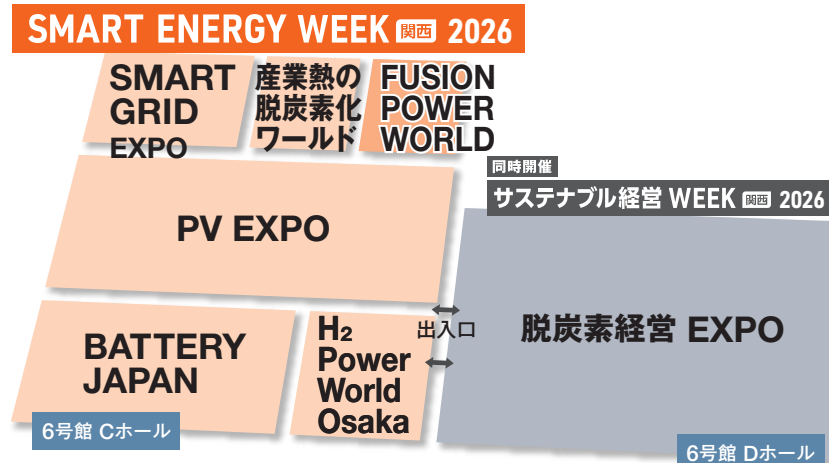 SMART ENERGY WEEK 関西 2026
SMART
GRID
EXPO
産業熱の
脱炭素化
ワールド
FUSION
POWER
WORLD
同時開催
サステナブル経営 WEEK 関西 2026
PV EXPO
出入口
脱炭素経営 EXPO
BATTERY
JAPAN
H₂
Power
World
Osaka
6号館 Cホール
6号館 Dホール